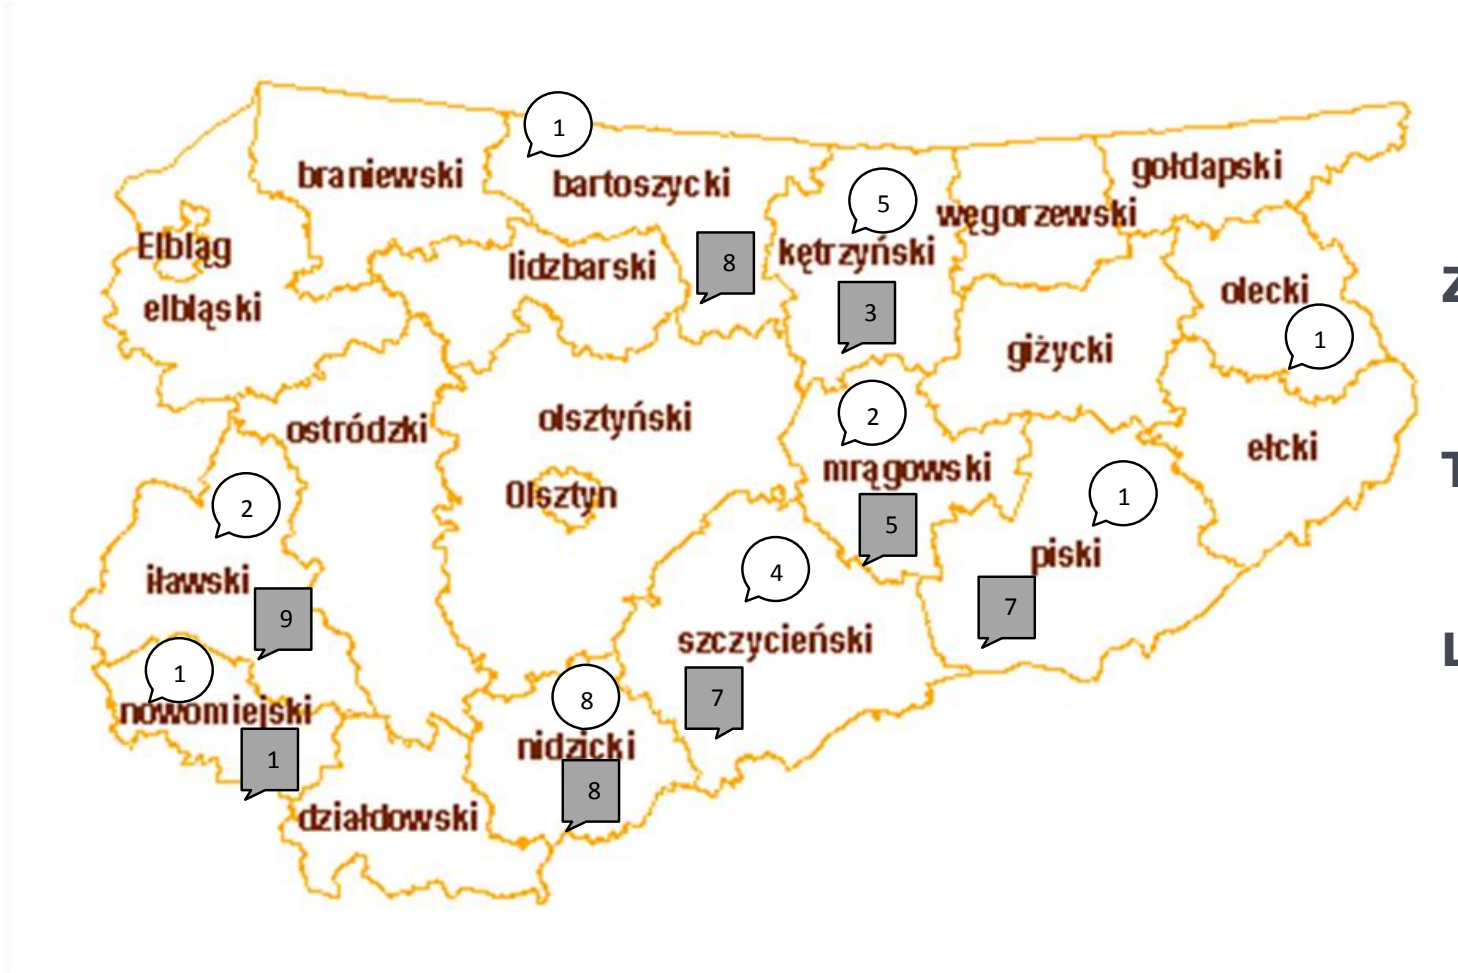 1
braniewski
bartoszycki
gołdapski
5
węgorzewski
Elbląg
lidzbarski
8
kętrzyński
elbląski
3
olecki
Z
giżycki
1
ostródzki
olsztyński
2
mrągowski
ełcki
T
2
Olsztyn
1
5
piski
iławski
4
7
9
szczycieński
L
1
nowomiejski
8
7
nidzicki
1
8
działdowski